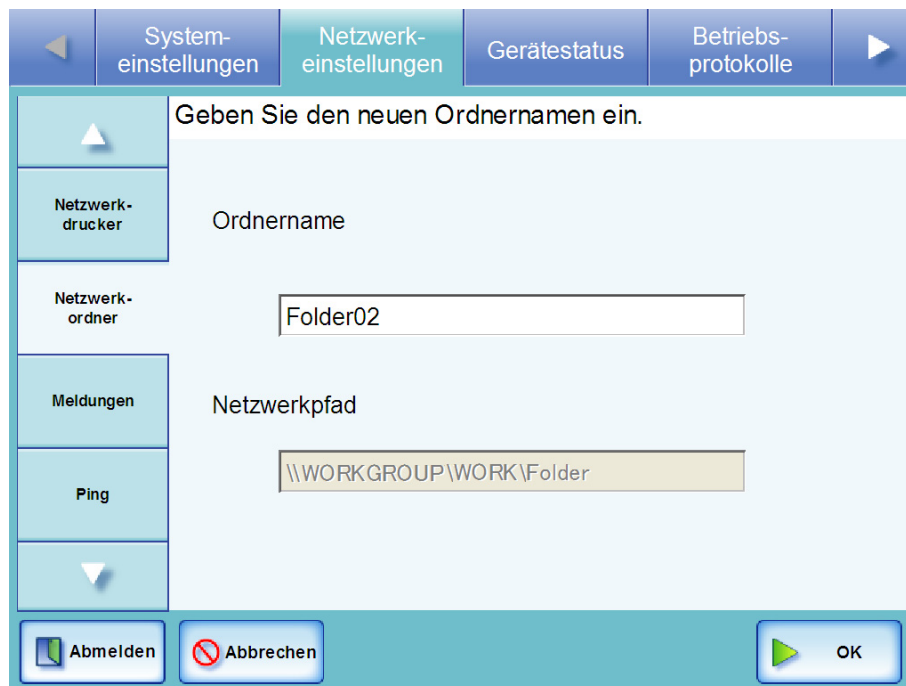 System-
einstellungen
Netzwerk-
einstellungen
Gerätestatus
Betriebs-
protokolle
Geben Sie den neuen Ordnernamen ein.
Netzwerk-
drucker
Netzwerk-
ordner
Meldungen
Ping
Ordnername
Folder02
Netzwerkpfad
\\WORKGROUP\WORK\Folder
Abmelden
Abbrechen
OK